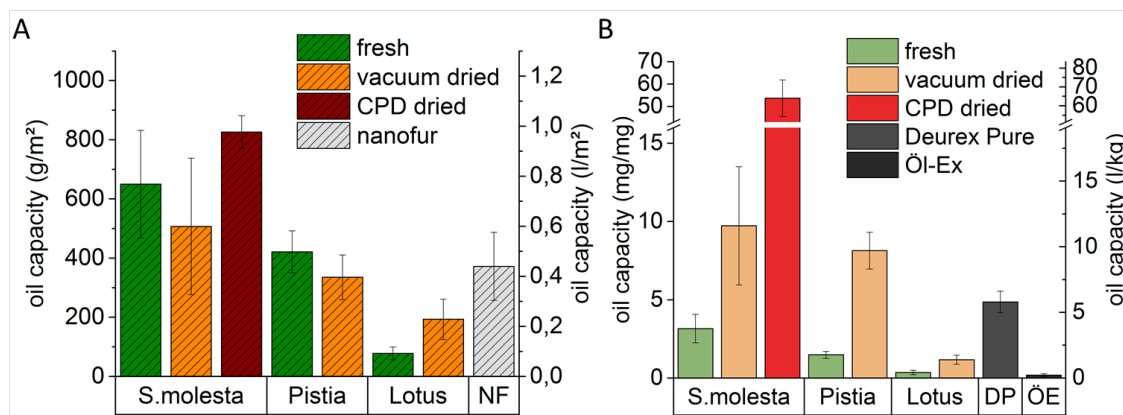 A
fresh
vacuum dried
CPD dried
nanofur
oil capacity (g/m²)
1000
800
600
400
200
0
oil capacity (l/m²)
1,2
1,0
0,8
0,6
0,4
0,2
0,0
S.molesta
Pistia
Lotus
NF
B
fresh
vacuum dried
CPD dried
Deurex Pure
Öl-Ex
oil capacity (mg/mg)
70
60
50
15
10
5
0
oil capacity (l/kg)
80
70
60
15
10
5
0
S.molesta
Pistia
Lotus
DP
ÖE